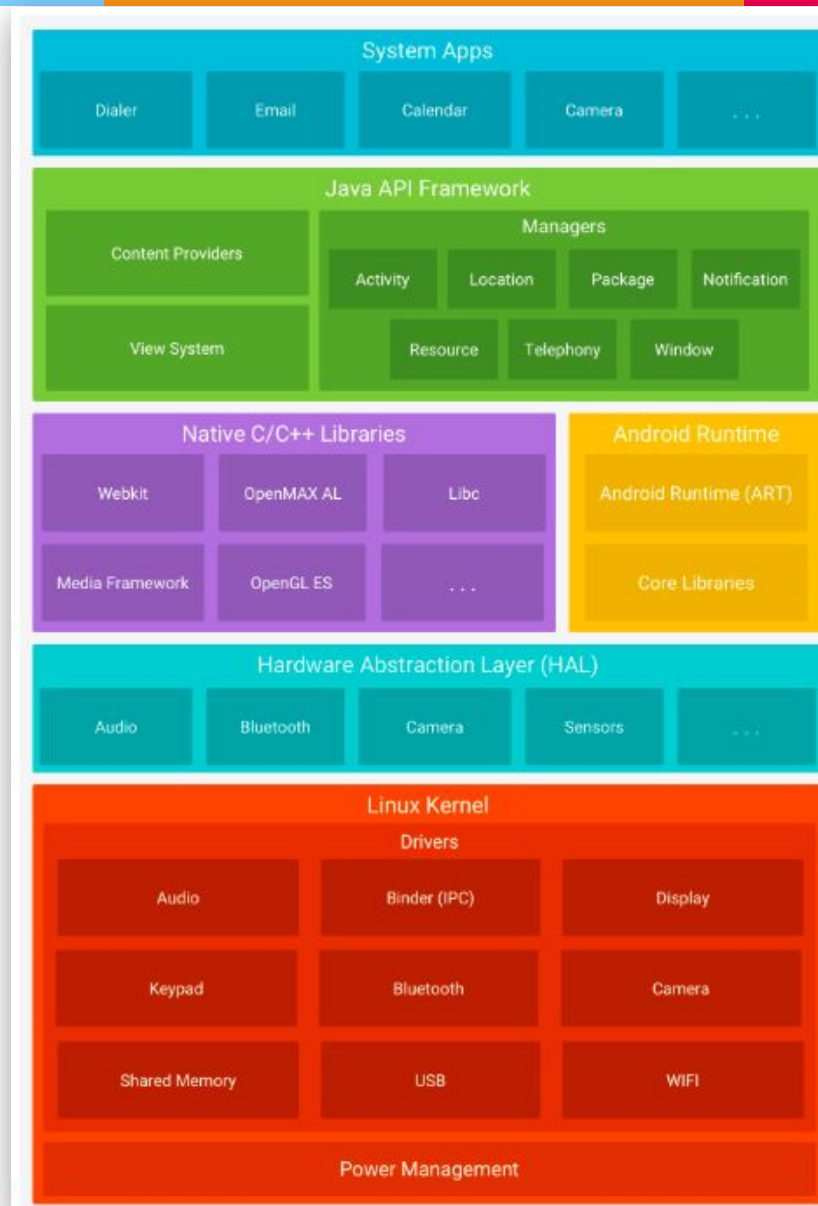 System Apps
Dialer Email Calendar Camera ...
Java API Framework
Content Providers
View System
Managers
Activity Location Package Notification
Resource Telephony Window
Native C/C++ Libraries
Webkit OpenMAX AL Libc
Media Framework OpenGL ES ...
Android Runtime
Android Runtime (ART)
Core Libraries
Hardware Abstraction Layer (HAL)
Audio Bluetooth Camera Sensors ...
Linux Kernel
Drivers
Audio Binder (IPC) Display
Keypad Bluetooth Camera
Shared Memory USB WIFI
Power Management